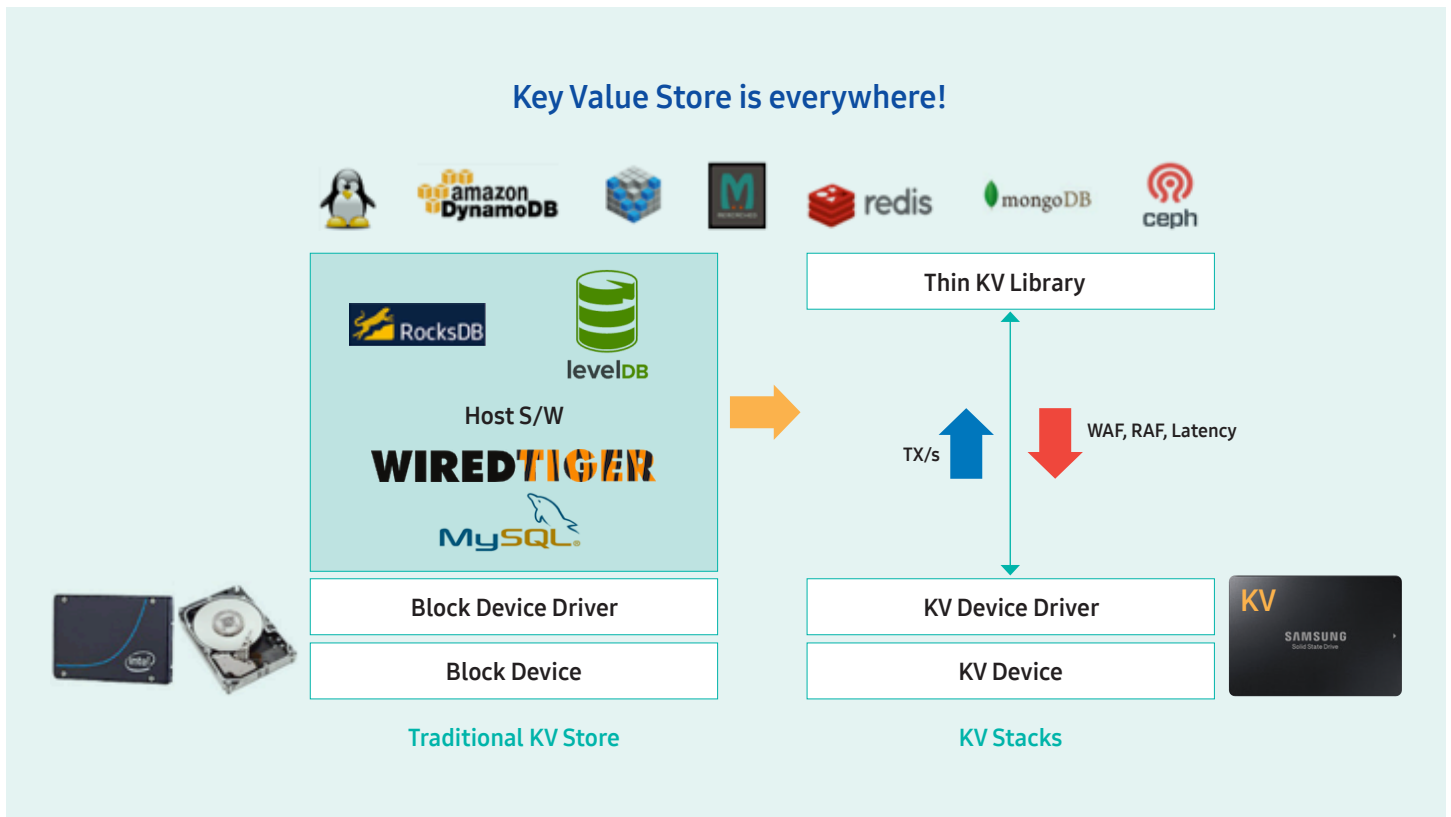 Key Value Store is everywhere!
amazon
DynamoDB
redis
mongoDB
ceph
Thin KV Library
RocksDB
levelDB
Host S/W
WIREDTIGER
MySQL®
TX/s
WAF, RAF, Latency
Block Device Driver
KV Device Driver
KV
SAMSUNG
Solid State Drive
intel
Block Device
KV Device
Traditional KV Store
KV Stacks